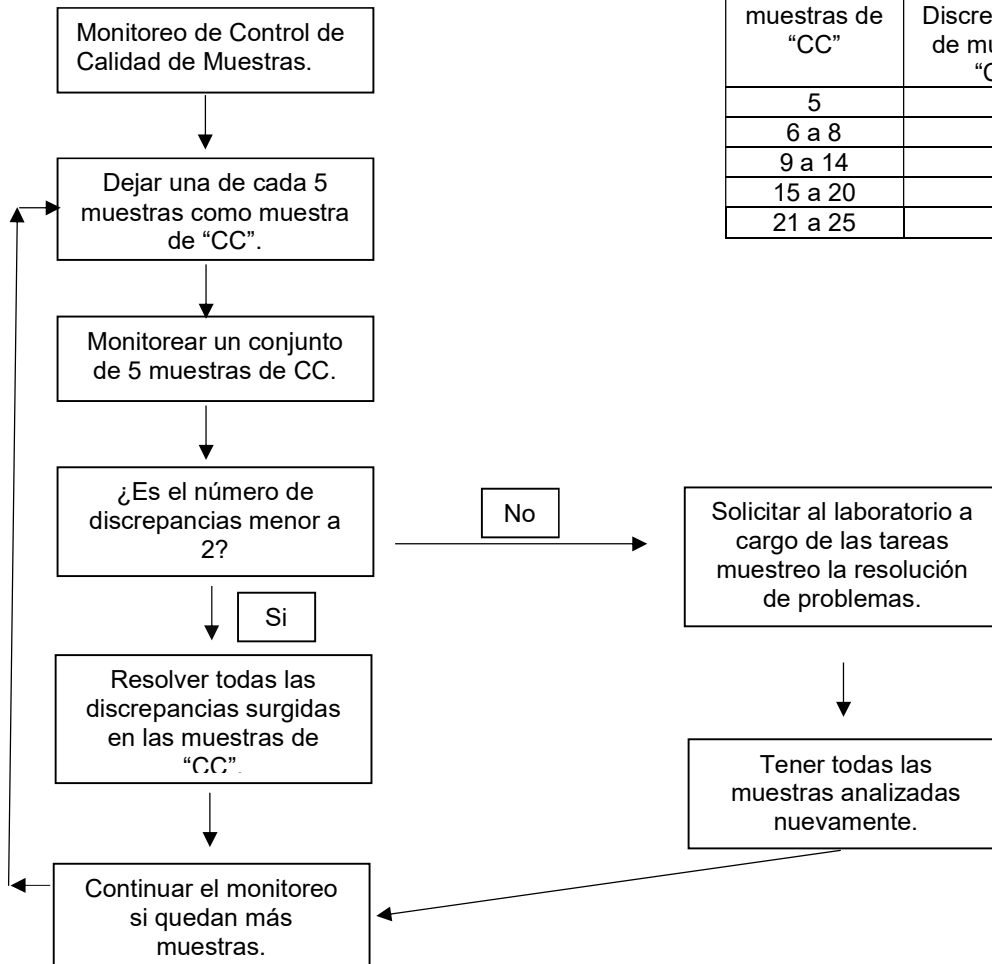 Monitoreo de Control de
Calidad de Muestras.
Dejar una de cada 5
muestras como muestra
de “CC”.
Monitorear un conjunto
de 5 muestras de CC.
¿Es el número de
discrepancias menor a
2?
No
Si
Resolver todas las
discrepancias surgidas
en las muestras de
“CC”.
Continuar el monitoreo
si quedan más
muestras.
Solicitar al laboratorio a
cargo de las tareas
muestreo la resolución
de problemas.
Tener todas las
muestras analizadas
nuevamente.
muestras de
“CC”
de
5
6 a 8
9 a 14
15 a 20
21 a 25